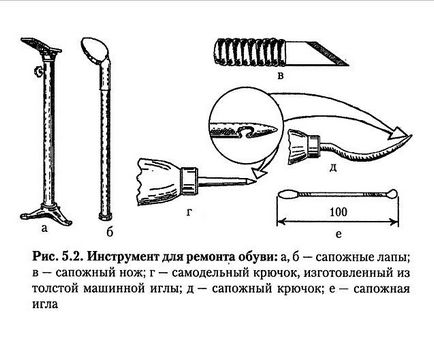 в
а
б
г
д
100
е
Рис. 5.2. Инструмент для ремонта обуви: а, б — сапожные лапы;
в — сапожный нож; г — самодельный крючок, изготовленный из
толстой машинной иглы; д — сапожный крючок; е — сапожная
игла